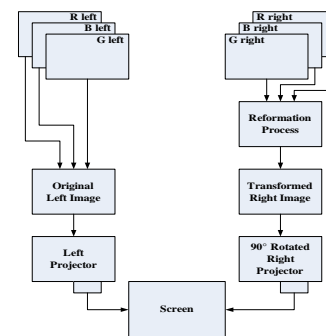 R left
B left
G left
R right
B right
G right
Reformation
Process
Original
Left Image
Transformed
Right Image
Left
Projector
90° Rotated
Right
Projector
Screen